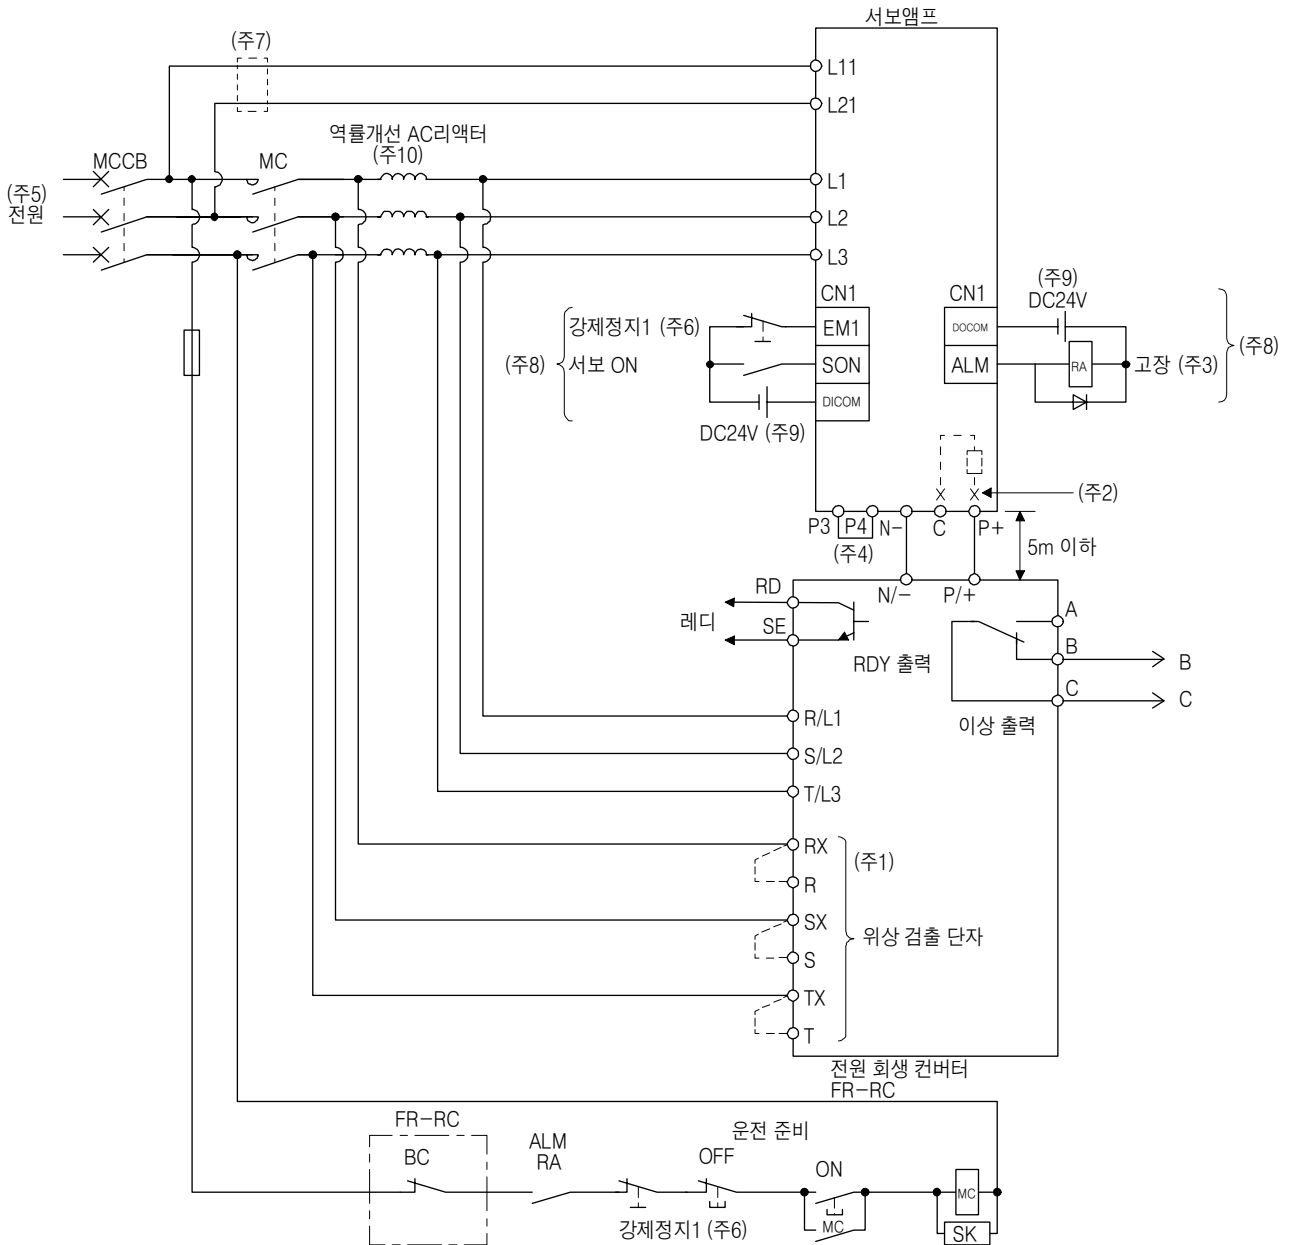 서보앰프
(주7)
L11
L21
역률개선 AC리액터
(주10)
MCCB
MC
(주5)
전원
L1
L2
L3
CN1
CN1
(주9)
DC24V
강제정지1 (주6)
EM1
DOCOM
(주8)
서보 ON
SON
ALM
RA
고장 (주3)
(주8)
DICOM
DC24V (주9)
(주2)
P3
P4
N-
C
P+
(주4)
5m 이하
N/-
P/+
RD
레디
SE
RDY 출력
A
B
B
C
C
이상 출력
R/L1
S/L2
T/L3
RX
(주1)
R
SX
위상 검출 단자
S
TX
T
전원 회생 컨버터
FR-RC
FR-RC
BC
ALM
RA
운전 준비
OFF
ON
강제정지1 (주6)
MC
MC
SK